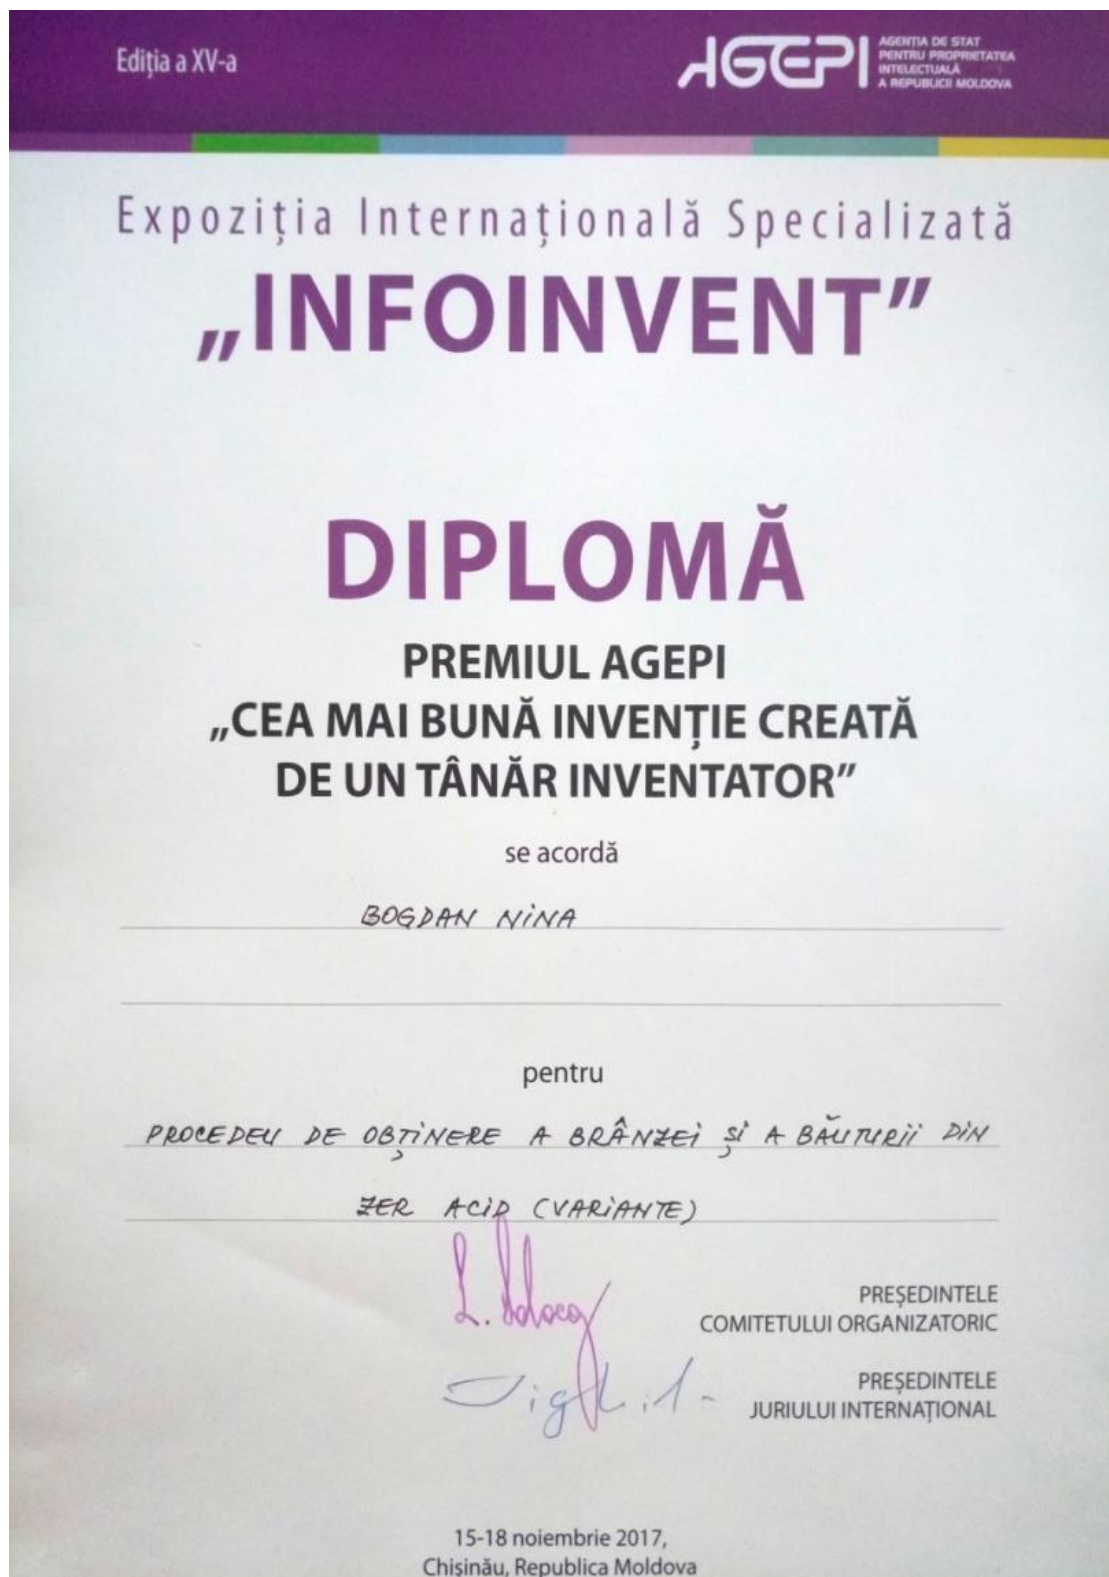 Ediția a XV-a
AGEPI
AGENȚIA DE STAT
PENTRU PROPRIETATEA
INTELECTUALĂ
A REPUBLICII MOLDOVA
Expoziția Internațională Specializată
„INFOINVENT”
DIPLOMĂ
PREMIUL AGEPI
„CEA MAI BUNĂ INVENȚIE CREATĂ
DE UN TÂNĂR INVENTATOR”
se acordă
BOGDAN NINA
pentru
PROCEDEU DE OBȚINERE A BRÂNZEI ȘI A BĂUTURII DIN
ZER ACID (VARIANTE)
PREȘEDINTELE
COMITETULUI ORGANIZATORIC
PREȘEDINTELE
JURIULUI INTERNAȚIONAL
15-18 noiembrie 2017,
Chișinău, Republica Moldova